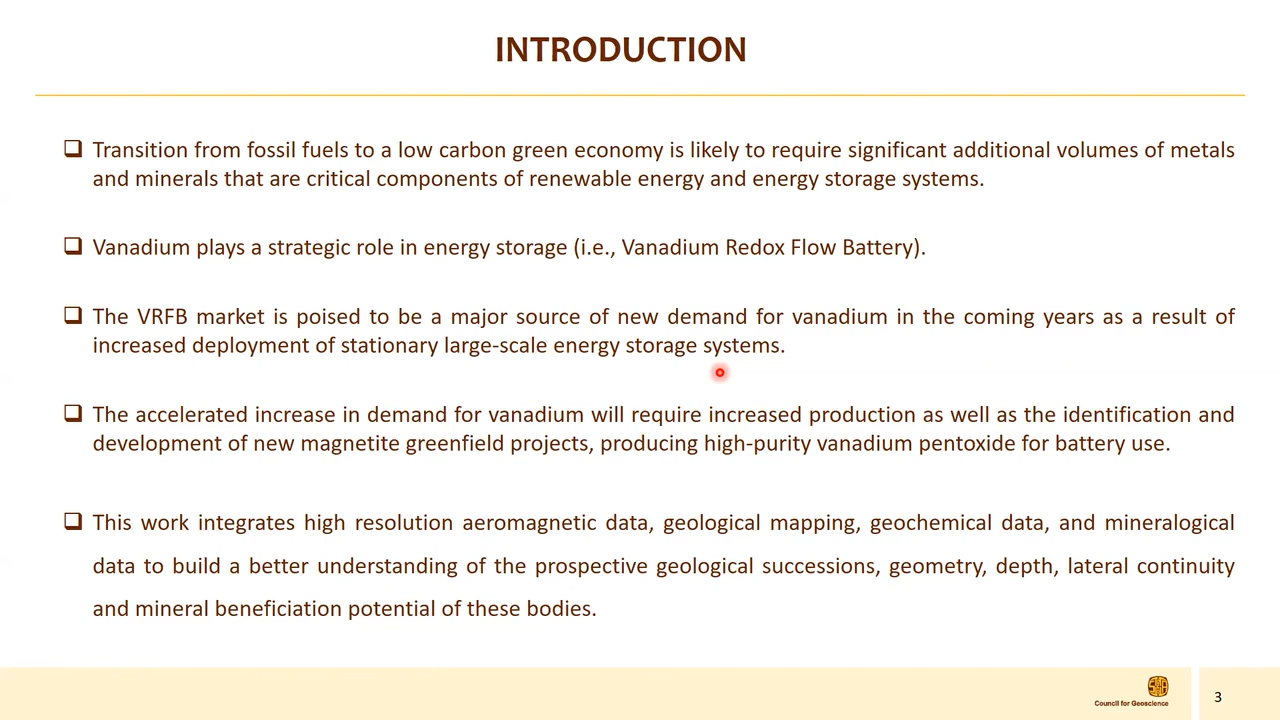 INTRODUCTION
Transition from fossil fuels to a low carbon green economy is likely to require significant additional volumes of metals
and minerals that are critical components of renewable energy and energy storage systems.
Vanadium plays a strategic role in energy storage (i.e., Vanadium Redox Flow Battery).
The VRFB market is poised to be a major source of new demand for vanadium in the coming years as a result of
increased deployment of stationary large-scale energy storage systems.
The accelerated increase in demand for vanadium will require increased production as well as the identification and
development of new magnetite greenfield projects, producing high-purity vanadium pentoxide for battery use.
This work integrates high resolution aeromagnetic data, geological mapping, geochemical data, and mineralogical
data to build a better understanding of the prospective geological successions, geometry, depth, lateral continuity
and mineral beneficiation potential of these bodies.
Council for Geoscience
3